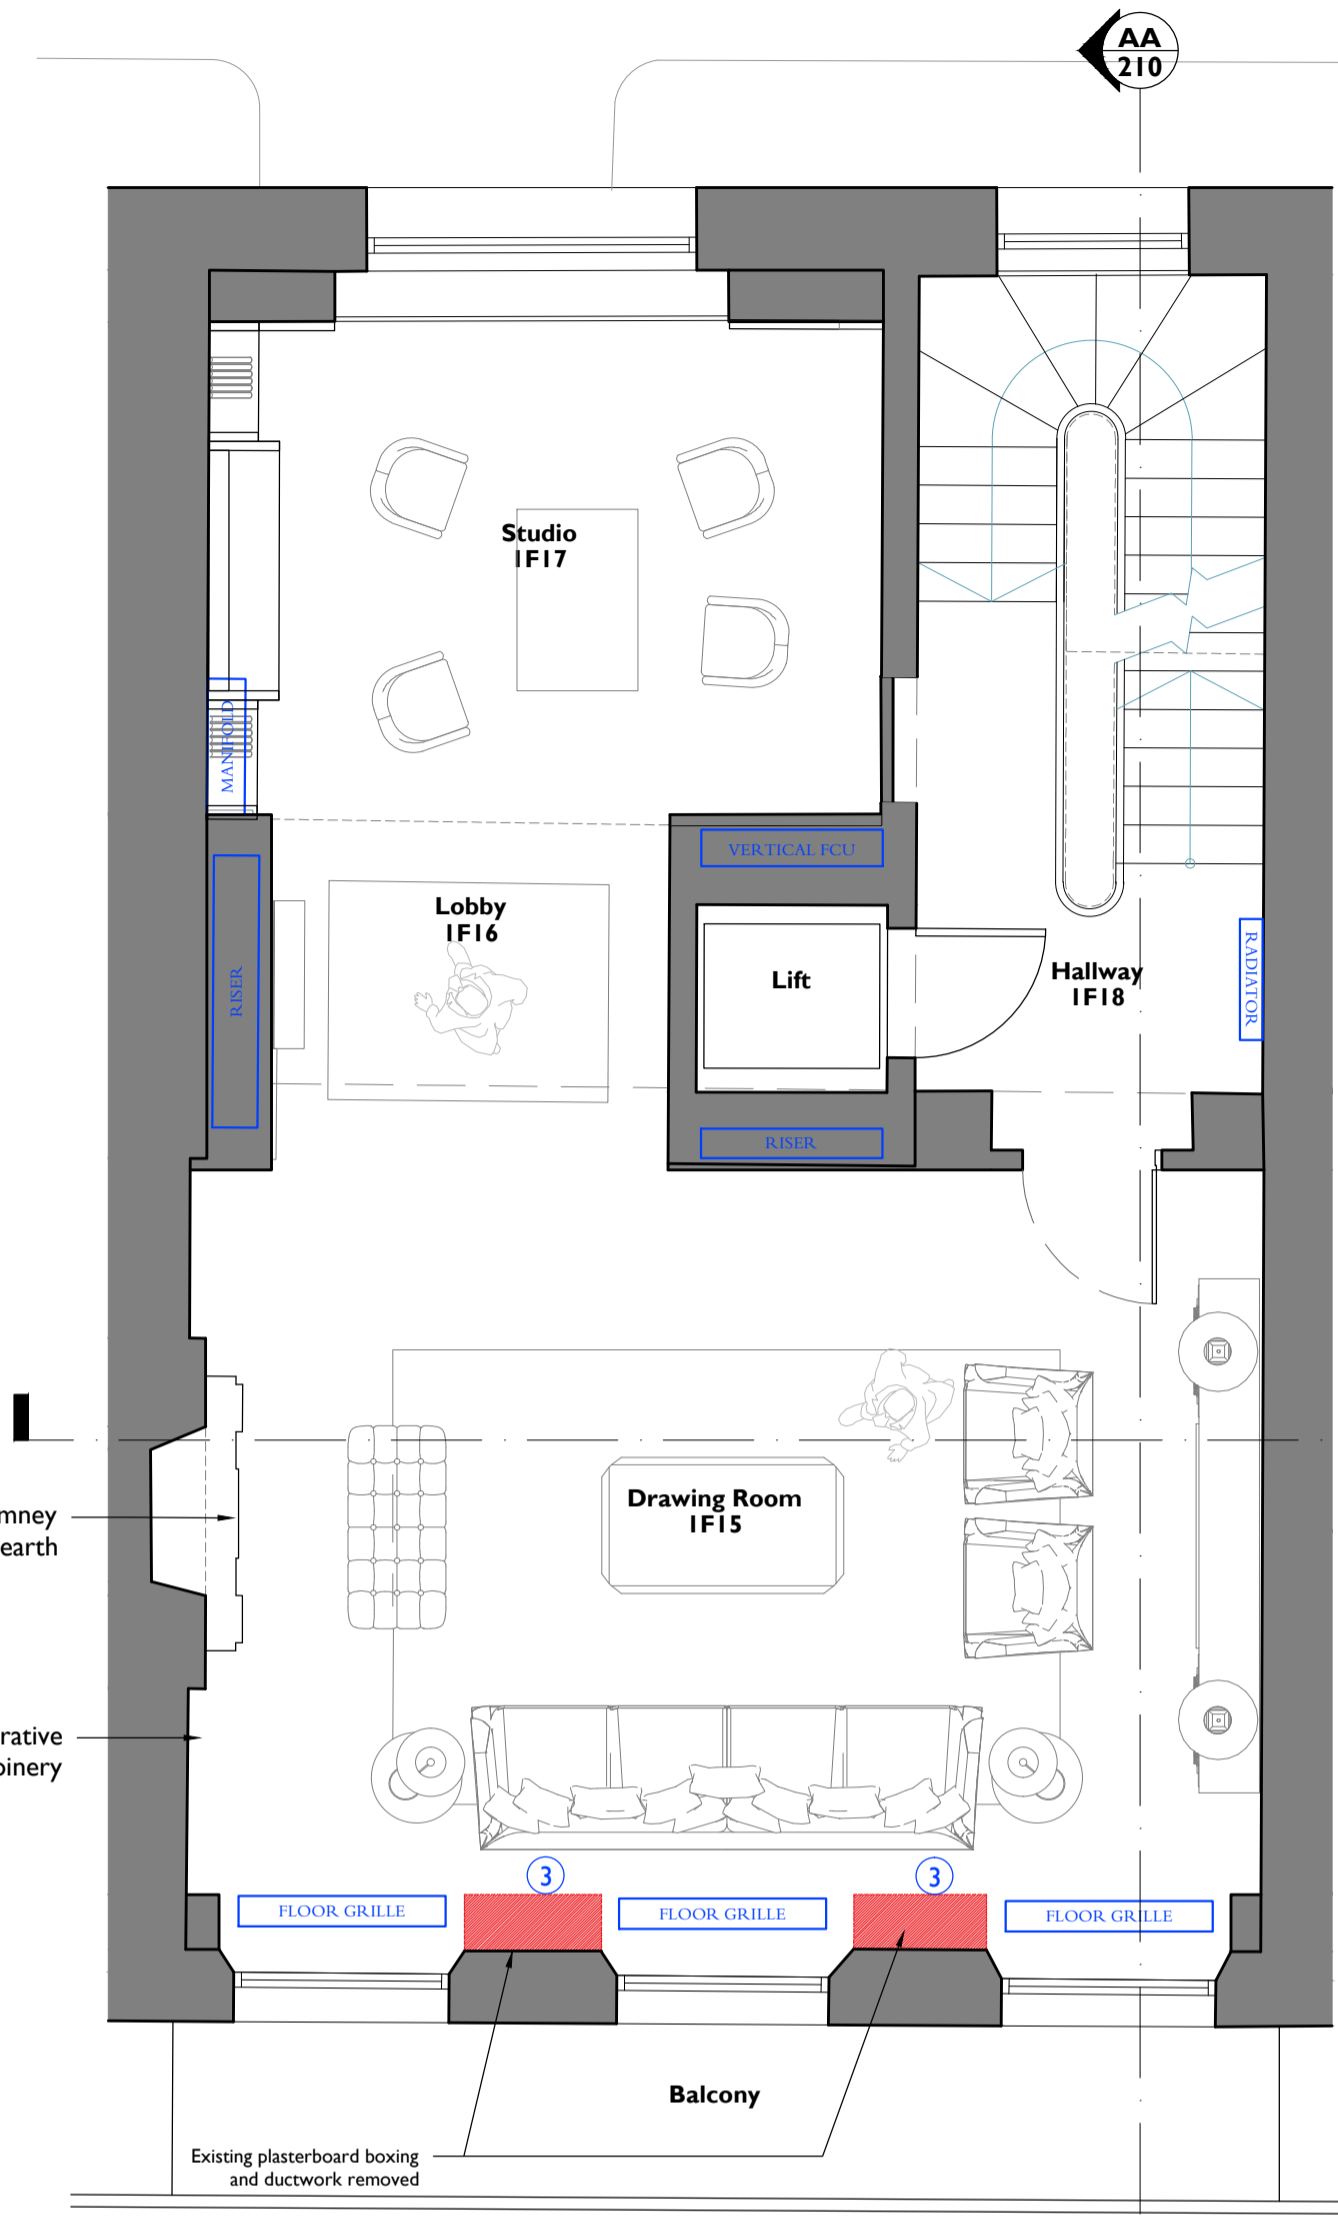 AA
210
Studio
1F17
MANIFOLD
VERTICAL FCU
Lobby
1F16
RISER
Lift
Hallway
1F18
RADIATOR
RISER
Drawing Room
1F15
mney
earth
rative
oinery
3
3
FLOOR GRILLE
FLOOR GRILLE
FLOOR GRILLE
Balcony
Existing plasterboard boxing
and ductwork removed